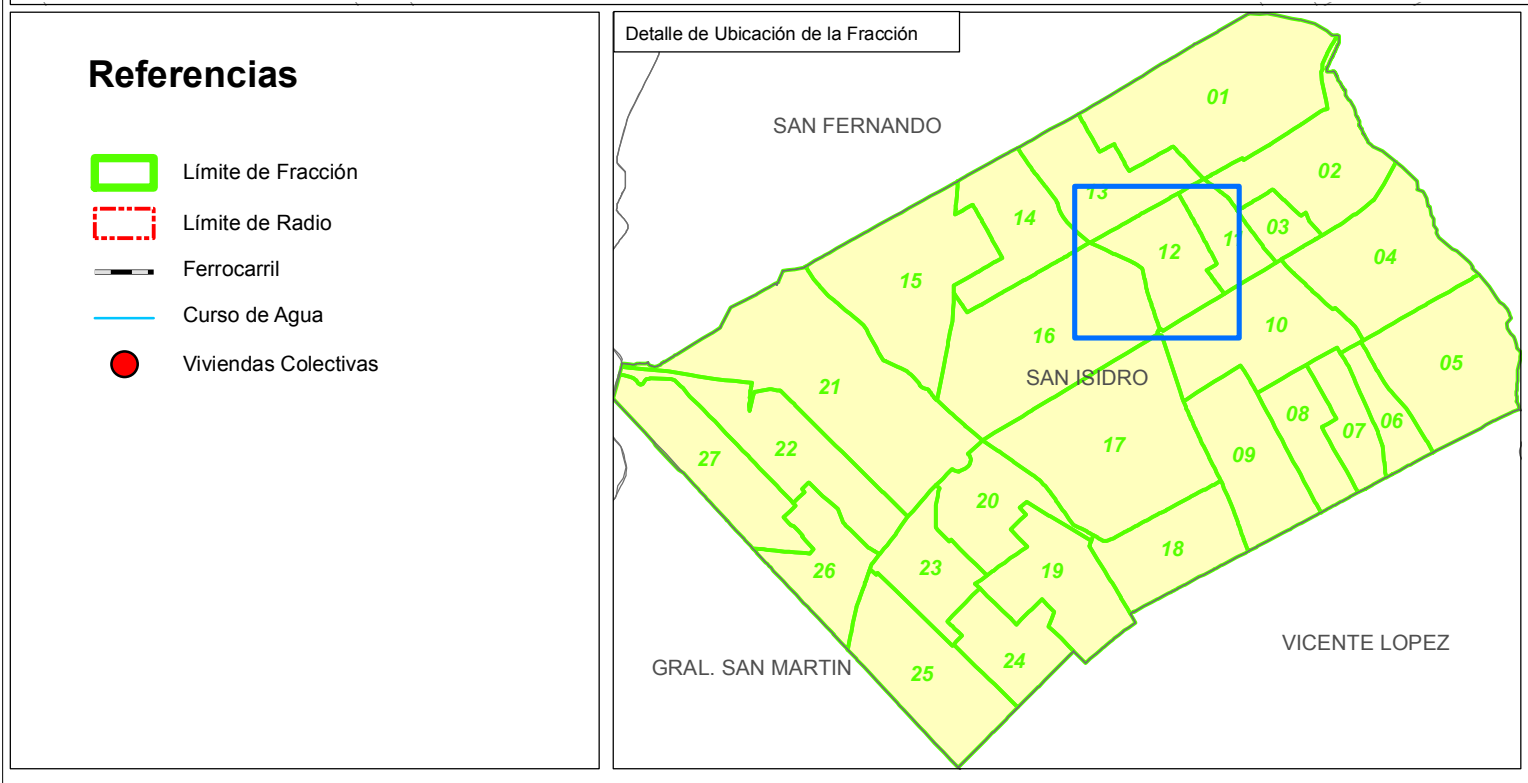 Referencias
Límite de Fracción
Límite de Radio
Ferrocarril
Curso de Agua
Viviendas Colectivas
Detalle de Ubicación de la Fracción
01
SAN FERNANDO
02
13
14
11
03
12
04
15
10
16
05
SAN ISIDRO
21
08
06
07
17
22
09
27
20
18
23
19
26
VICENTE LOPEZ
24
GRAL. SAN MARTIN
25